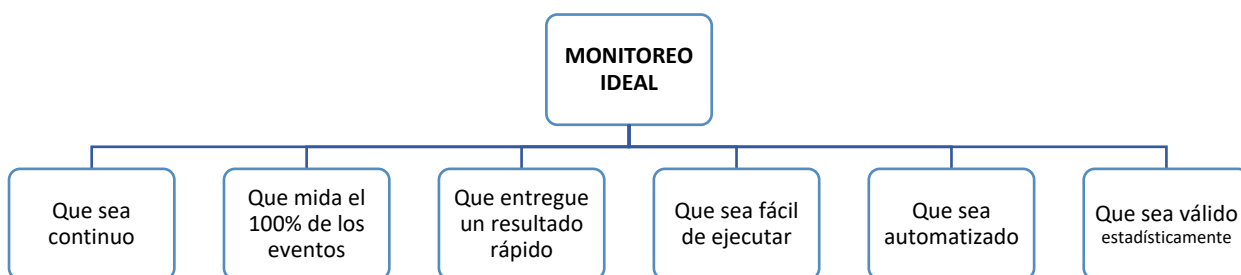 MONITOREO
IDEAL
Que sea
continuo
Que mida el
100% de los
eventos
Que entregue
un resultado
rápido
Que sea fácil
de ejecutar
Que sea
automatizado
Que sea válido
estadísticamente